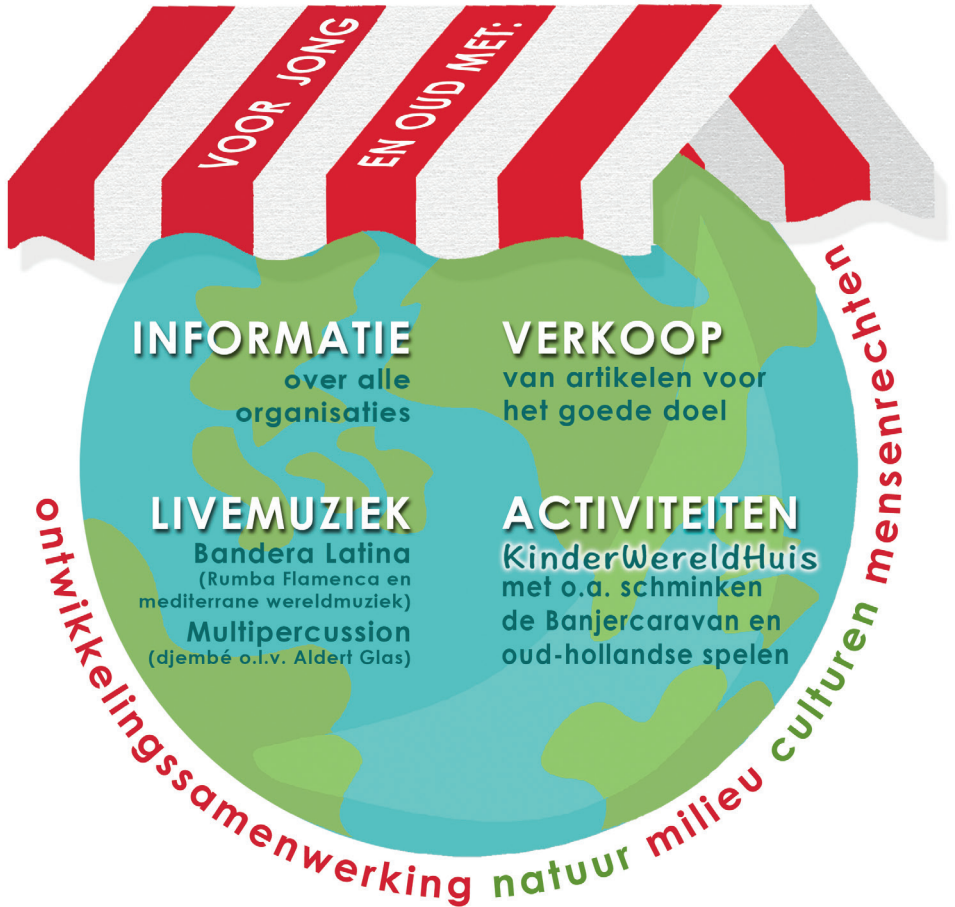 VOOR JONG
EN OUD MET:
INFORMATIE
over alle
organisaties
VERKOOP
van artikelen voor
het goede doel
LIVEMUZIEK
Bandera Latina
(Rumba Flamenca en
mediterrane wereldmuziek)
Multipercussion
(djembé o.l.v. Aldert Glas)
ACTIVITEITEN
KinderWereldHuis
met o.a. schminken
de Banjercaravan en
oud-hollandse spelen
ontwikkelingssamenwerking natuur milieu culturen mensenrechten